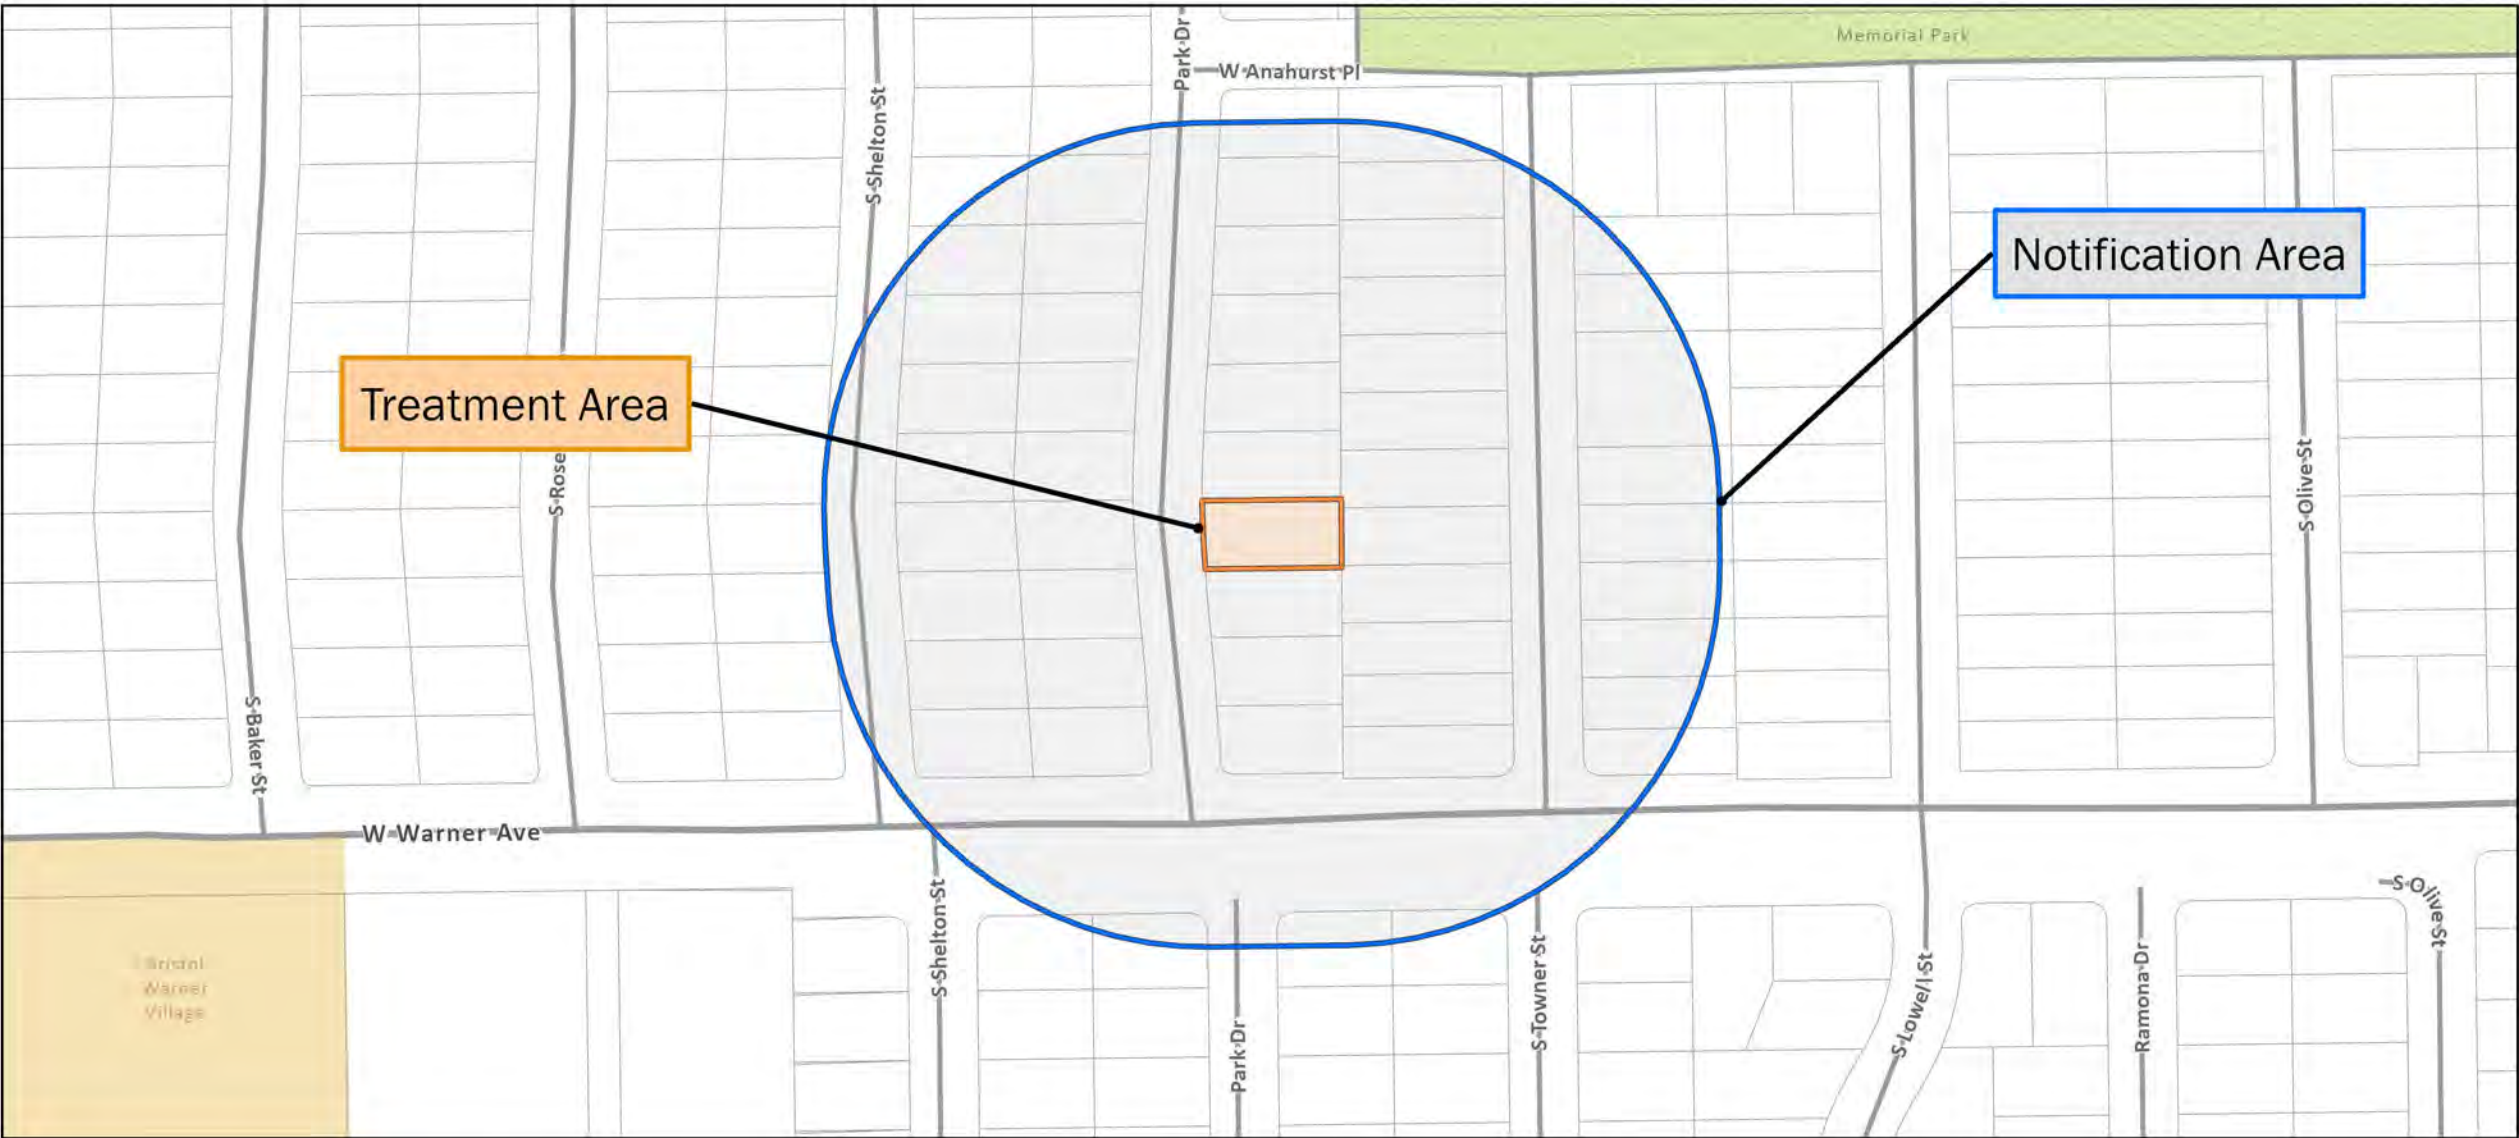 Memorial Park
Park Dr
W Anahurst Pl
S Shelton St
Notification Area
Treatment Area
S Rose
S Olive St
S Baker St
W Warner Ave
S Olive St
S Shelton St
Bristol
Warner
Village
S Towner St
S Lowell St
Ramona Dr
Park Dr